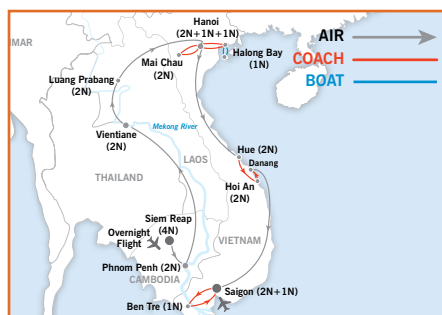 Hanoi
(2N+1N+1N)
AIR
COACH
BOAT
MAR
Mai Chau
(2N)
Halong Bay
(1N)
Luang Prabang
(2N)
Mekong River
Vientiane
(2N)
LAOS
Hue (2N)
Danang
THAILAND
Hoi An
(2N)
Siem Reap
(4N)
Overnight
Flight
VIETNAM
Phnom Penh (2N)
CAMBODIA
Saigon (2N+1N)
Ben Tre (1N)